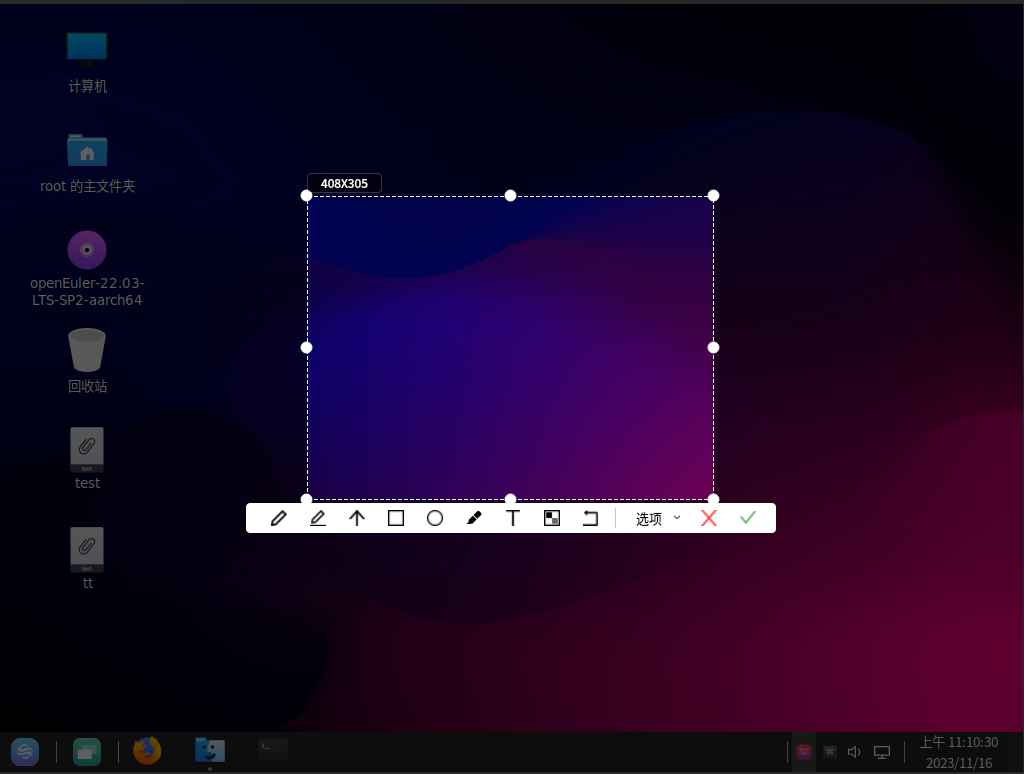 计算机
root 的主文件夹
openEuler-22.03-
LTS-SP2-aarch64
回收站
text
test
text
tt
408X305
T
选项
上午 11:10:30
2023/11/16